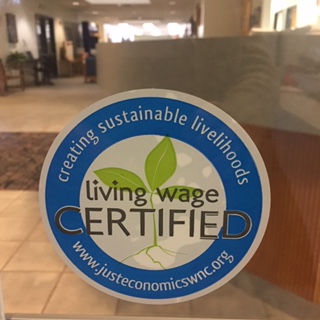 creating sustainable livelihoods
living wage
CERTIFIED
www.justeconomicswnc.org